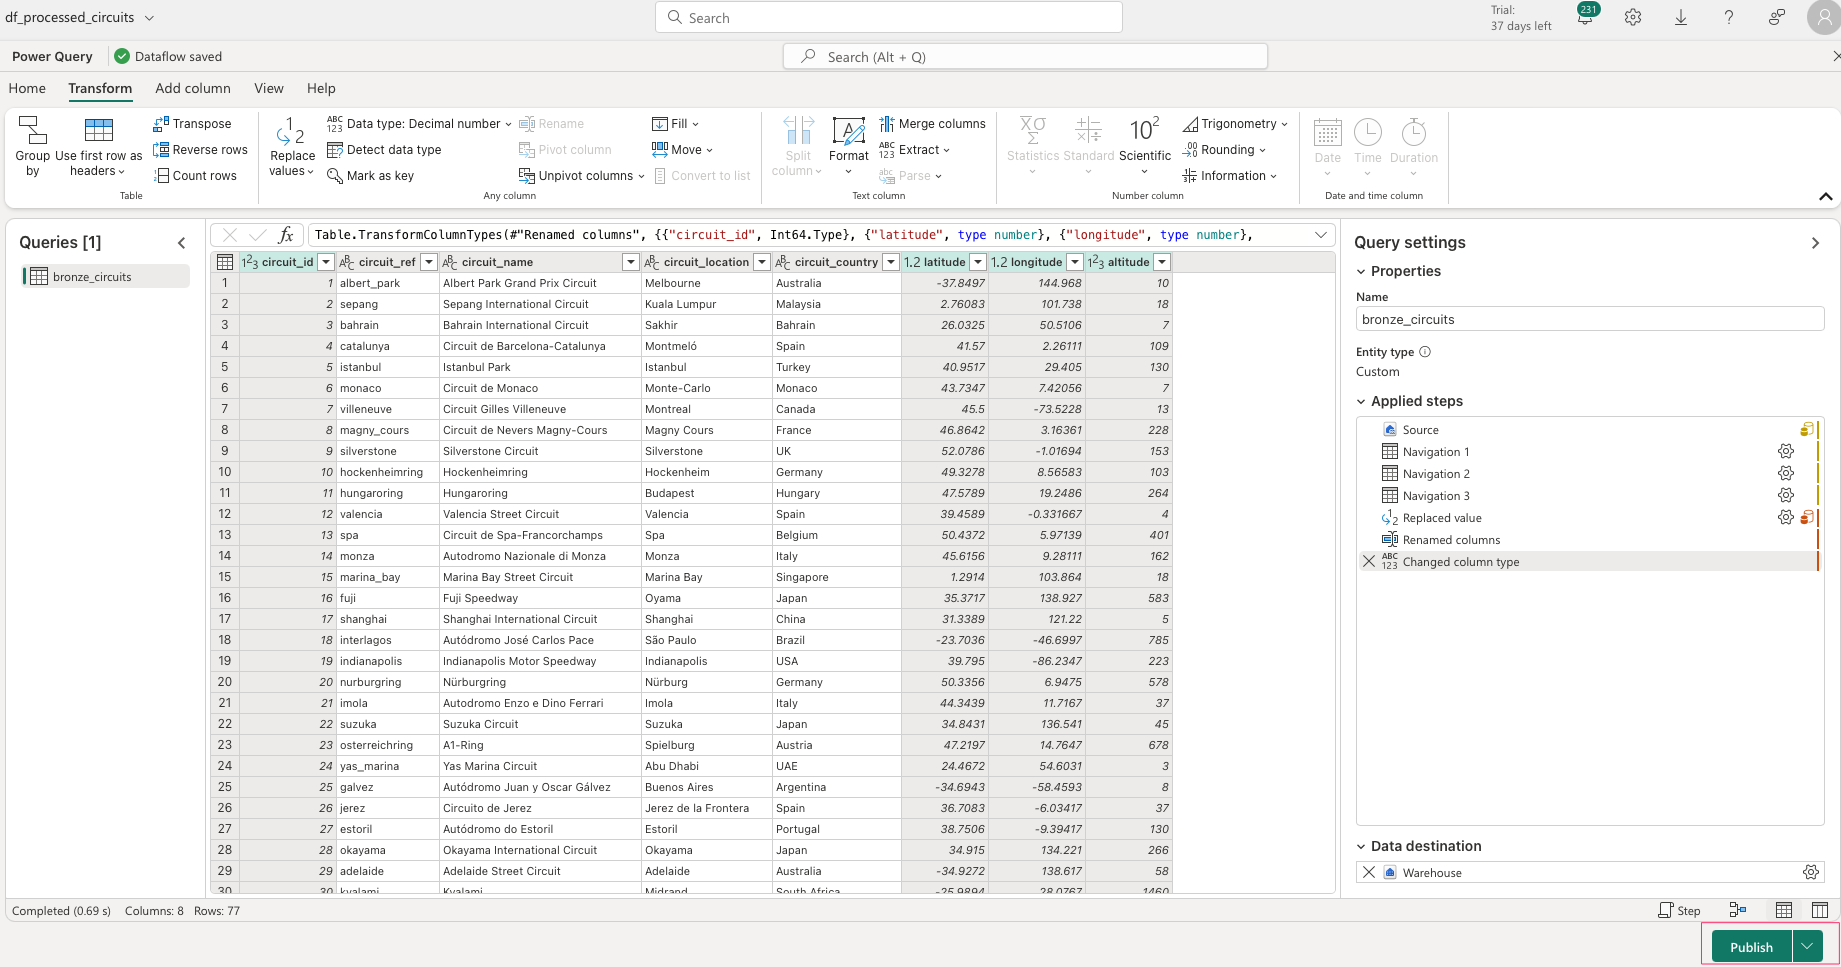 df_processed_circuits
Search
Trial:
37 days left
231
Power Query
Dataflow saved
Search (Alt + Q)
Home Transform Add column View Help
Group by
Use first row as headers
Transpose
Reverse rows
Count rows
Table
Replace values
Data type: Decimal number
Detect data type
Mark as key
Rename
Pivot column
Unpivot columns
Fill
Move
Convert to list
Any column
Split column
Format
Merge columns
Extract
Parse
Text column
Statistics
Standard
Scientific
Trigonometry
Rounding
Information
Number column
Date
Time
Duration
Date and time column
Queries [1]
bronze_circuits
fx
Table.TransformColumnTypes(#"Renamed columns", {{"circuit_id", Int64.Type}, {"latitude", type number}, {"longitude", type number},
circuit_id circuit_ref circuit_name circuit_location circuit_country latitude longitude altitude
1 1 albert_park Albert Park Grand Prix Circuit Melbourne Australia -37.8497 144.968 10
2 2 sepang Sepang International Circuit Kuala Lumpur Malaysia 2.76083 101.738 18
3 3 bahrain Bahrain International Circuit Sakhir Bahrain 26.0325 50.5106 7
4 4 catalunya Circuit de Barcelona-Catalunya Montmeló Spain 41.57 2.26111 109
5 5 istanbul Istanbul Park Istanbul Turkey 40.9517 29.405 130
6 6 monaco Circuit de Monaco Monte-Carlo Monaco 43.7347 7.42056 7
7 7 villeneuve Circuit Gilles Villeneuve Montreal Canada 45.5 -73.5228 13
8 8 magny_cours Circuit de Nevers Magny-Cours Magny Cours France 46.8642 3.16361 228
9 9 silverstone Silverstone Circuit Silverstone UK 52.0786 -1.01694 153
10 10 hockenheimring Hockenheimring Hockenheim Germany 49.3278 8.56583 103
11 11 hungaroring Hungaroring Budapest Hungary 47.5789 19.2486 264
12 12 valencia Valencia Street Circuit Valencia Spain 39.4589 -0.331667 4
13 13 spa Circuit de Spa-Francorchamps Spa Belgium 50.4372 5.97139 401
14 14 monza Autodromo Nazionale di Monza Monza Italy 45.6156 9.28111 162
15 15 marina_bay Marina Bay Street Circuit Marina Bay Singapore 1.2914 103.864 18
16 16 fuji Fuji Speedway Oyama Japan 35.3717 138.927 583
17 17 shanghai Shanghai International Circuit Shanghai China 31.3389 121.22 5
18 18 interlagos Autódromo José Carlos Pace São Paulo Brazil -23.7036 -46.6997 785
19 19 indianapolis Indianapolis Motor Speedway Indianapolis USA 39.795 -86.2347 223
20 20 nurburgring Nürburgring Nürburg Germany 50.3356 6.9475 578
21 21 imola Autodromo Enzo e Dino Ferrari Imola Italy 44.3439 11.7167 37
22 22 suzuka Suzuka Circuit Suzuka Japan 34.8431 136.541 45
23 23 osterreichring A1-Ring Spielburg Austria 47.2197 14.7647 678
24 24 yas_marina Yas Marina Circuit Abu Dhabi UAE 24.4672 54.6031 3
25 25 galvez Autódromo Juan y Oscar Gálvez Buenos Aires Argentina -34.6943 -58.4593 8
26 26 jerez Circuito de Jerez Jerez de la Frontera Spain 36.7083 -6.03417 37
27 27 estoril Autódromo do Estoril Estoril Portugal 38.7506 -9.39417 130
28 28 okayama Okayama International Circuit Okayama Japan 34.915 134.221 266
29 29 adelaide Adelaide Street Circuit Adelaide Australia -34.9272 138.617 58
30 30 kyalami Kyalami Midrand South Africa -25.9894 28.0767 1460
Query settings
Properties
Name
bronze_circuits
Entity type
Custom
Applied steps
Source
Navigation 1
Navigation 2
Navigation 3
Replaced value
Renamed columns
Changed column type
Data destination
Warehouse
Completed (0.69 s) Columns: 8 Rows: 77
Step
Publish